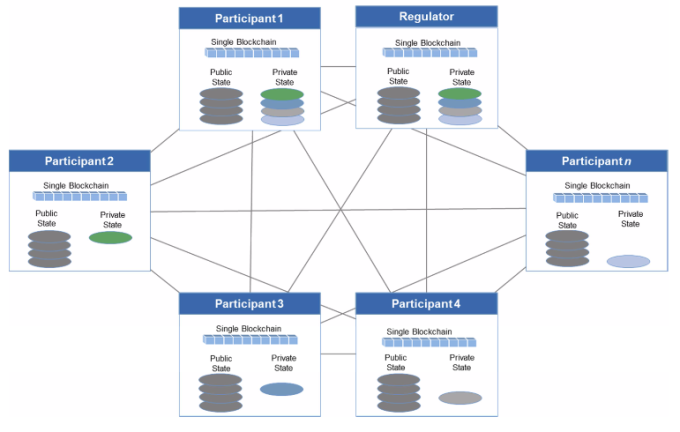 Participant 1
Single Blockchain
Public
State
Private
State
Regulator
Single Blockchain
Public
State
Private
State
Participant 2
Single Blockchain
Public
State
Private
State
Participant n
Single Blockchain
Public
State
Private
State
Participant 3
Single Blockchain
Public
State
Private
State
Participant 4
Single Blockchain
Public
State
Private
State